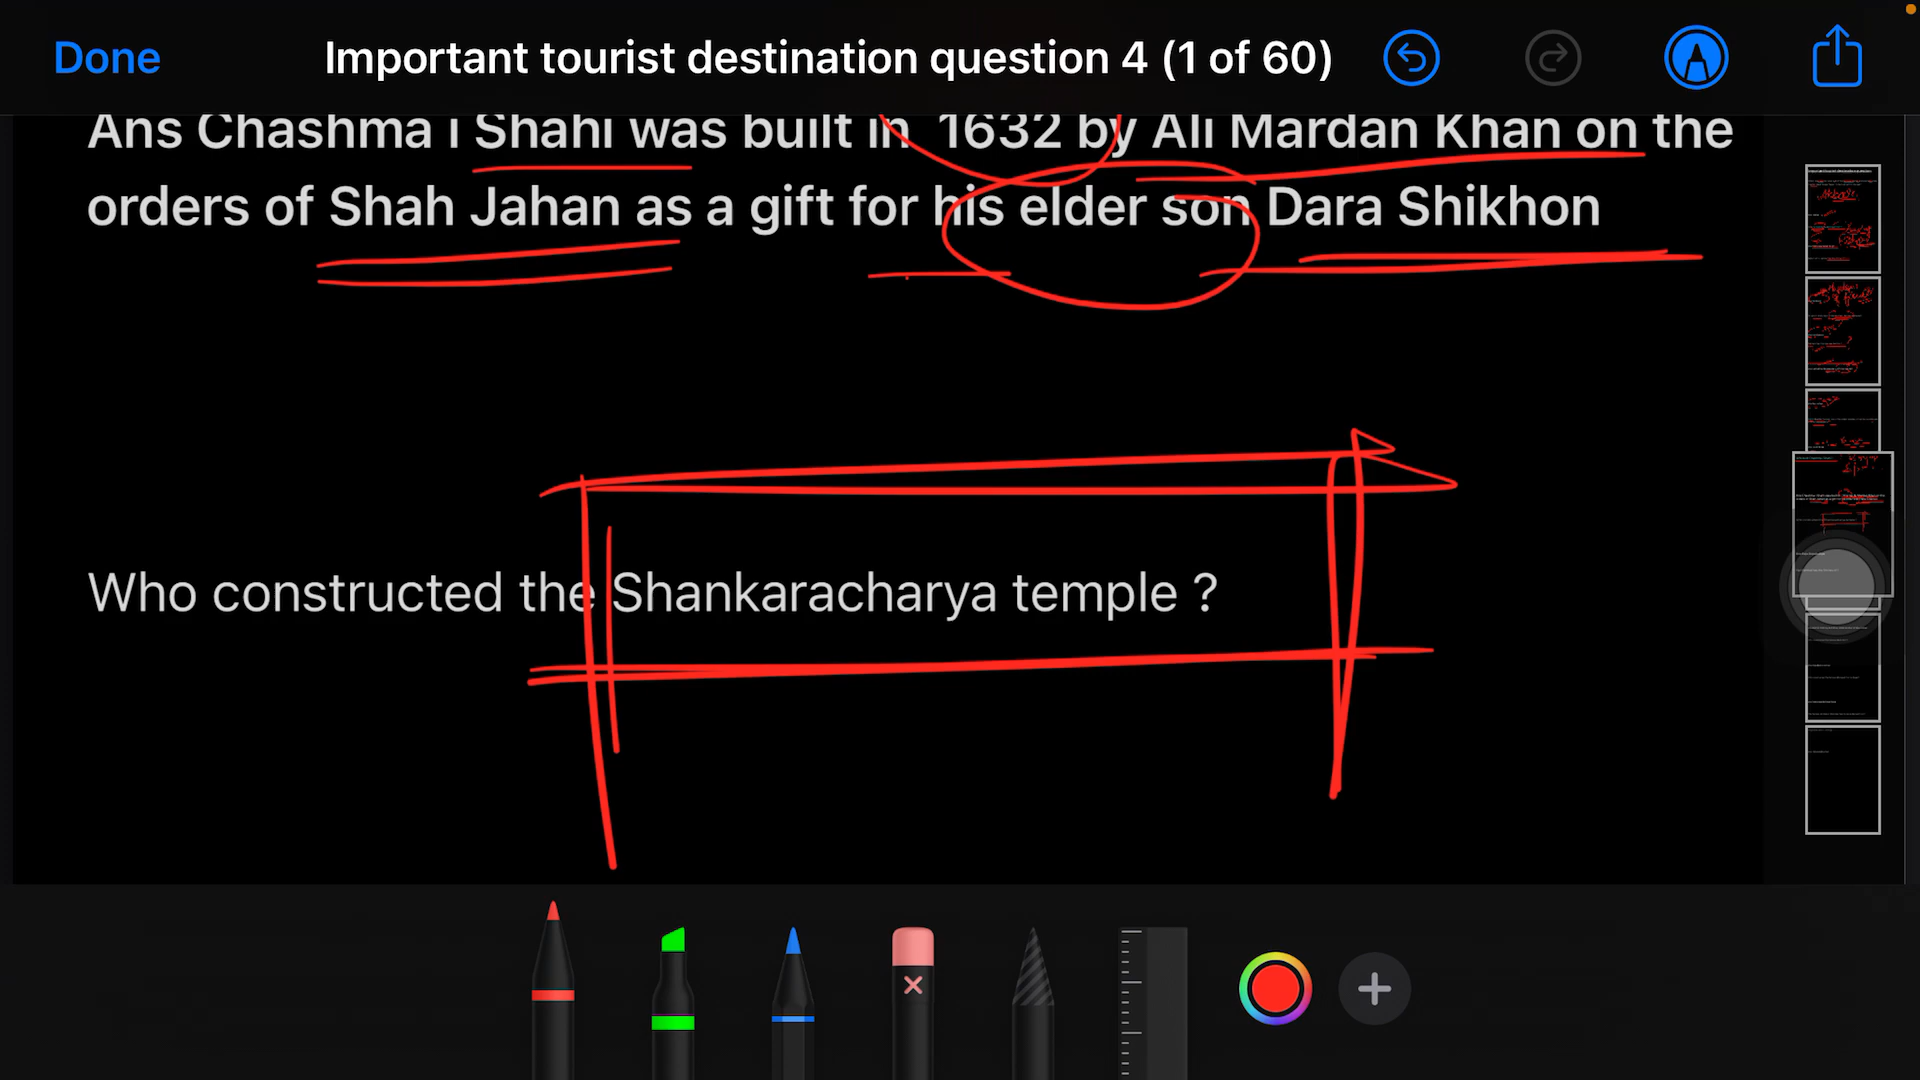 Done
Important tourist destination question 4 (1 of 60)
Ans Chashma i Shahi was built in 1632 by Ali Mardan Khan on the
orders of Shah Jahan as a gift for his elder son Dara Shikhon
Who constructed the Shankaracharya temple ?